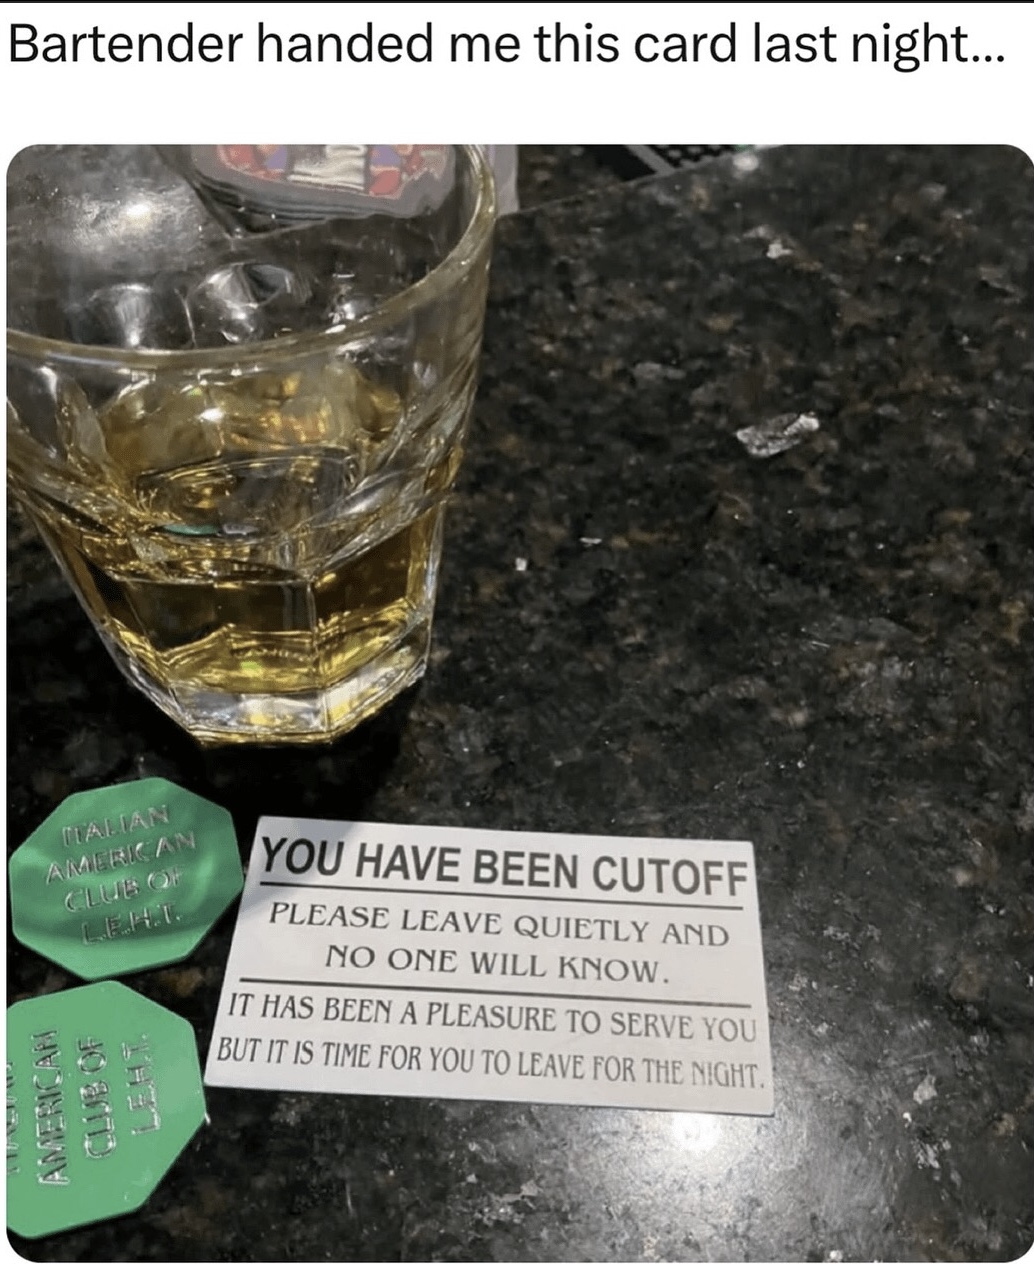 Bartender handed me this card last night...
ITALIAN
AMERICAN
CLUB OF
L.E.H.T.
YOU HAVE BEEN CUTOFF
PLEASE LEAVE QUIETLY AND
NO ONE WILL KNOW.
IT HAS BEEN A PLEASURE TO SERVE YOU
BUT IT IS TIME FOR YOU TO LEAVE FOR THE NIGHT.
AMERICAN
CLUB OF
L.E.H.T.